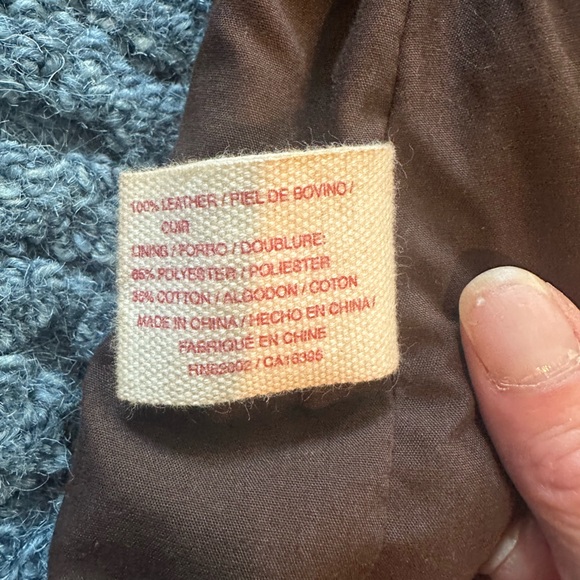 100% LEATHER / PIEL DE BOVINO /
CUIR
LINING / FORRO / DOUBLURE:
65% POLYESTER / POLIESTER
35% COTTON / ALGODON / COTON
MADE IN CHINA / HECHO EN CHINA /
FABRIQUÉ EN CHINE
CA16395